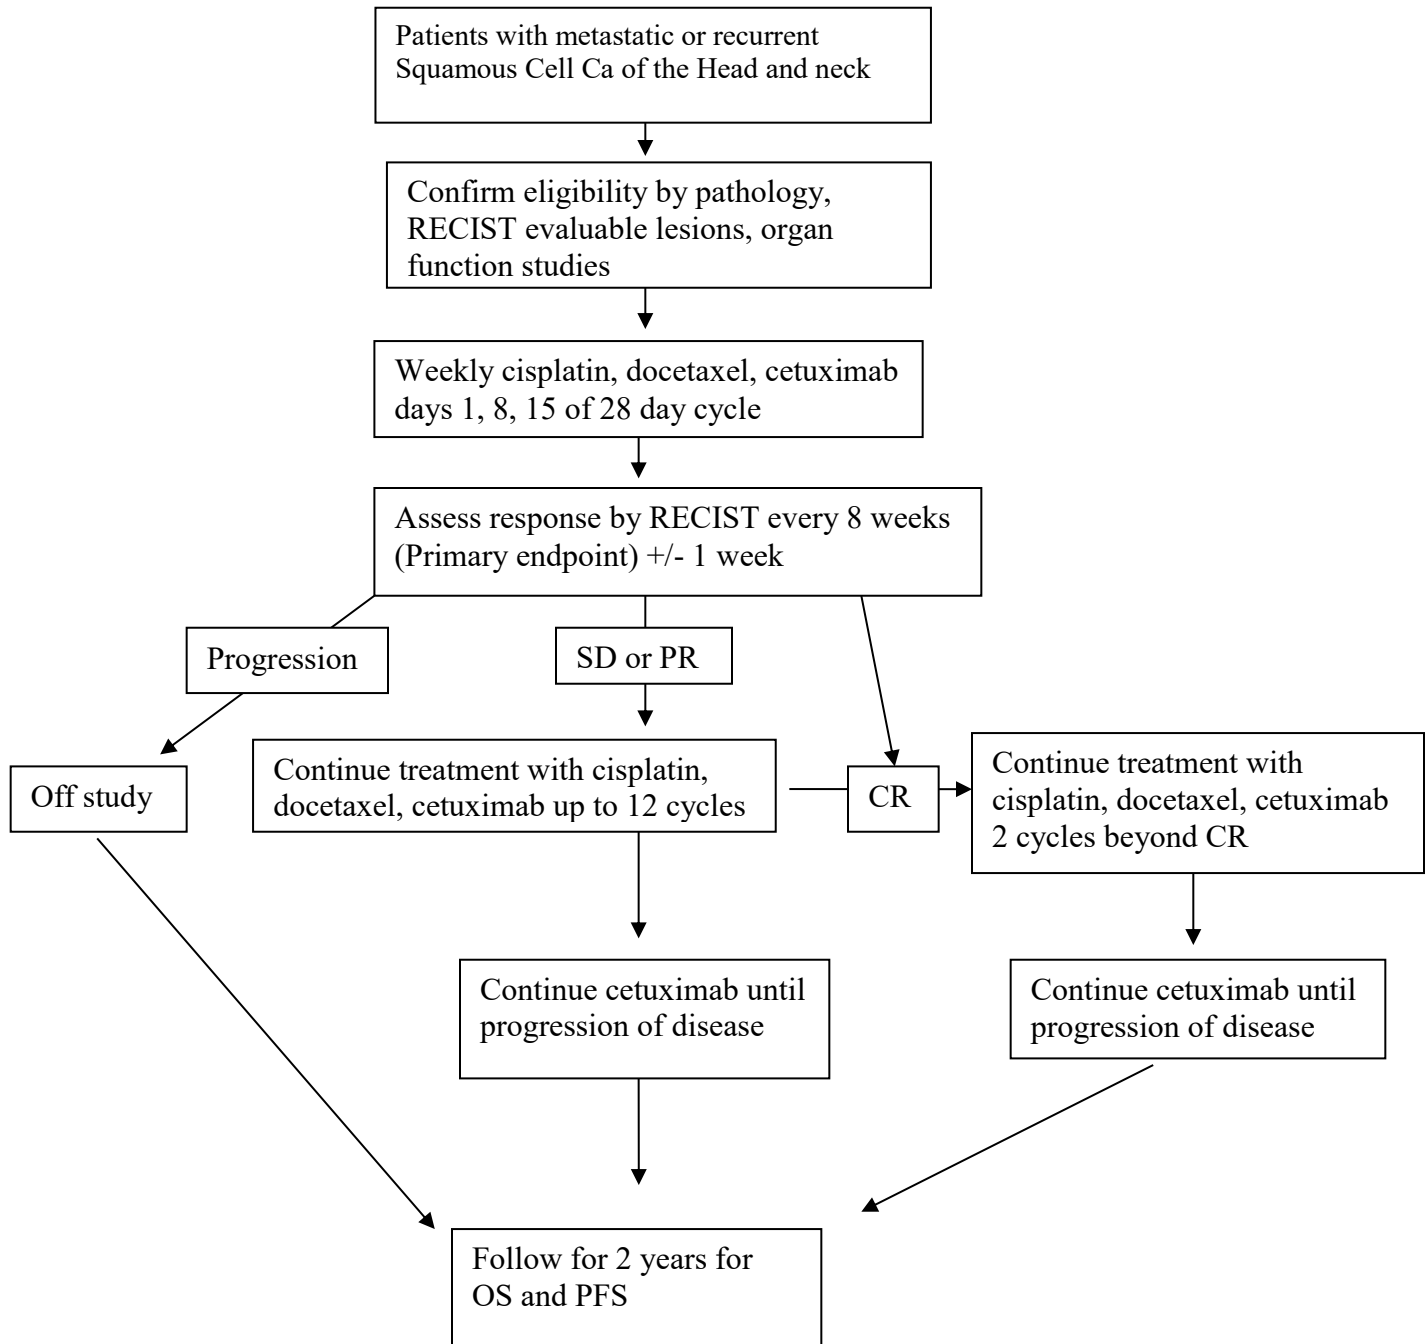 Patients with metastatic or recurrent
Squamous Cell Ca of the Head and neck
Confirm eligibility by pathology,
RECIST evaluable lesions, organ
function studies
Weekly cisplatin, docetaxel, cetuximab
days 1, 8, 15 of 28 day cycle
Assess response by RECIST every 8 weeks
(Primary endpoint) +/- 1 week
Progression
SD or PR
Off study
Continue treatment with cisplatin,
docetaxel, cetuximab up to 12 cycles
CR
Continue treatment with
cisplatin, docetaxel, cetuximab
2 cycles beyond CR
Continue cetuximab until
progression of disease
Continue cetuximab until
progression of disease
Follow for 2 years for
OS and PFS